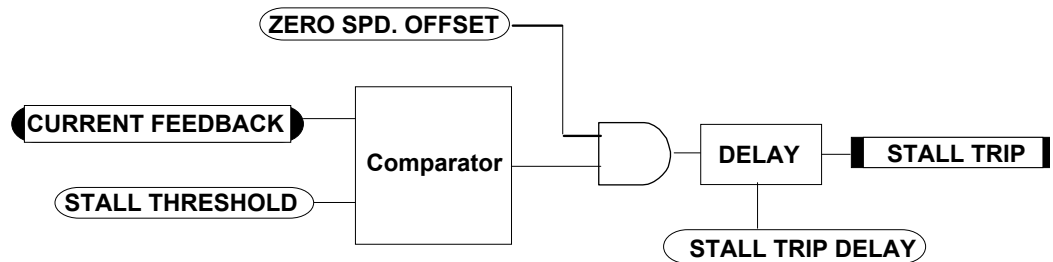 ZERO SPD. OFFSET
CURRENT FEEDBACK
Comparator
DELAY
STALL TRIP
STALL THRESHOLD
STALL TRIP DELAY